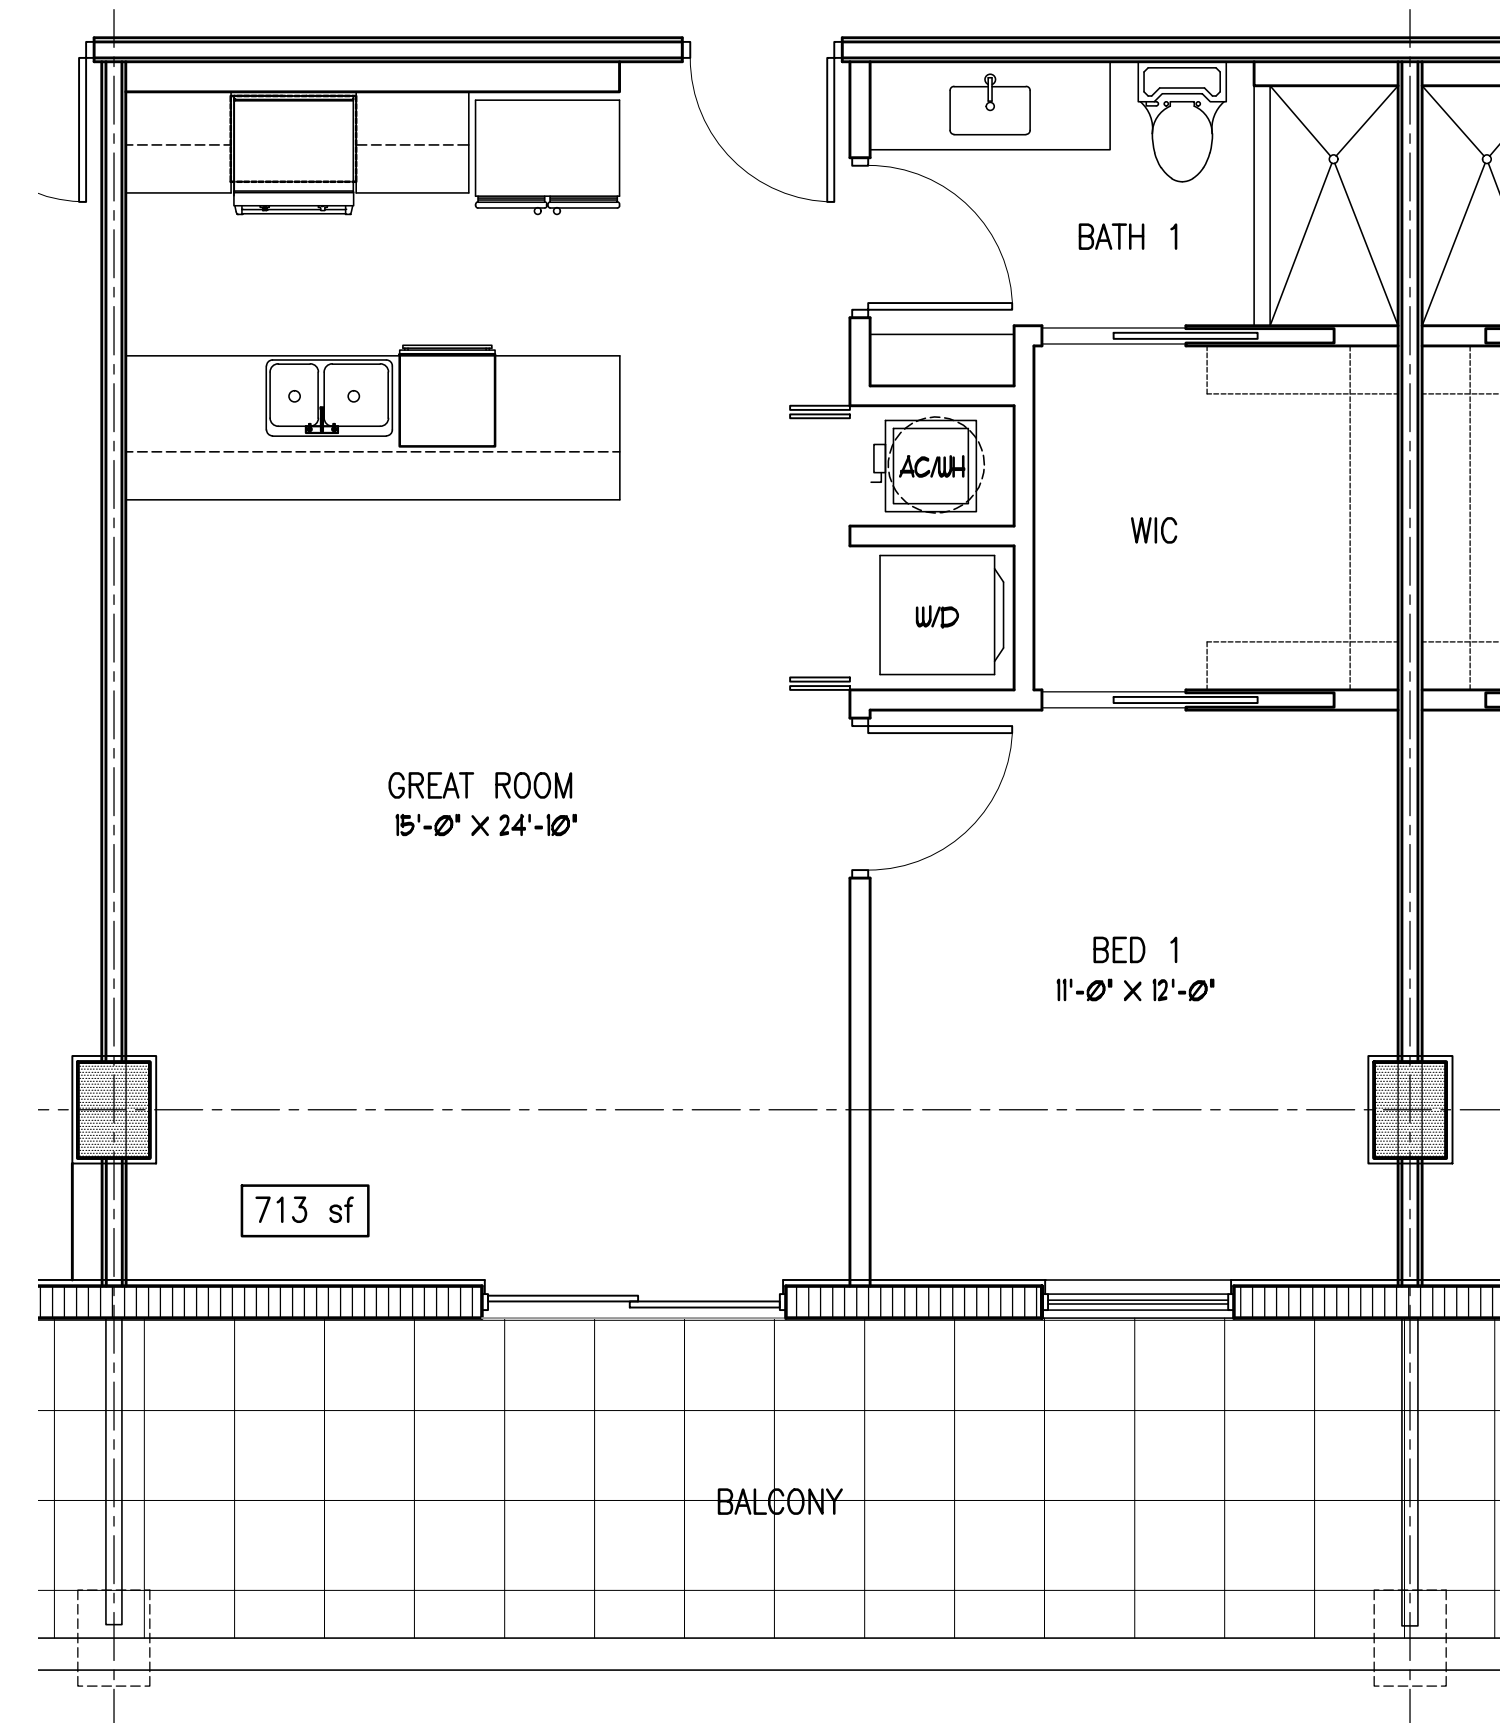 BATH 1
AC/WH
WIC
W/D
GREAT ROOM
15'-0" X 24'-10"
BED 1
11'-0" X 12'-0"
713 sf
BALCONY